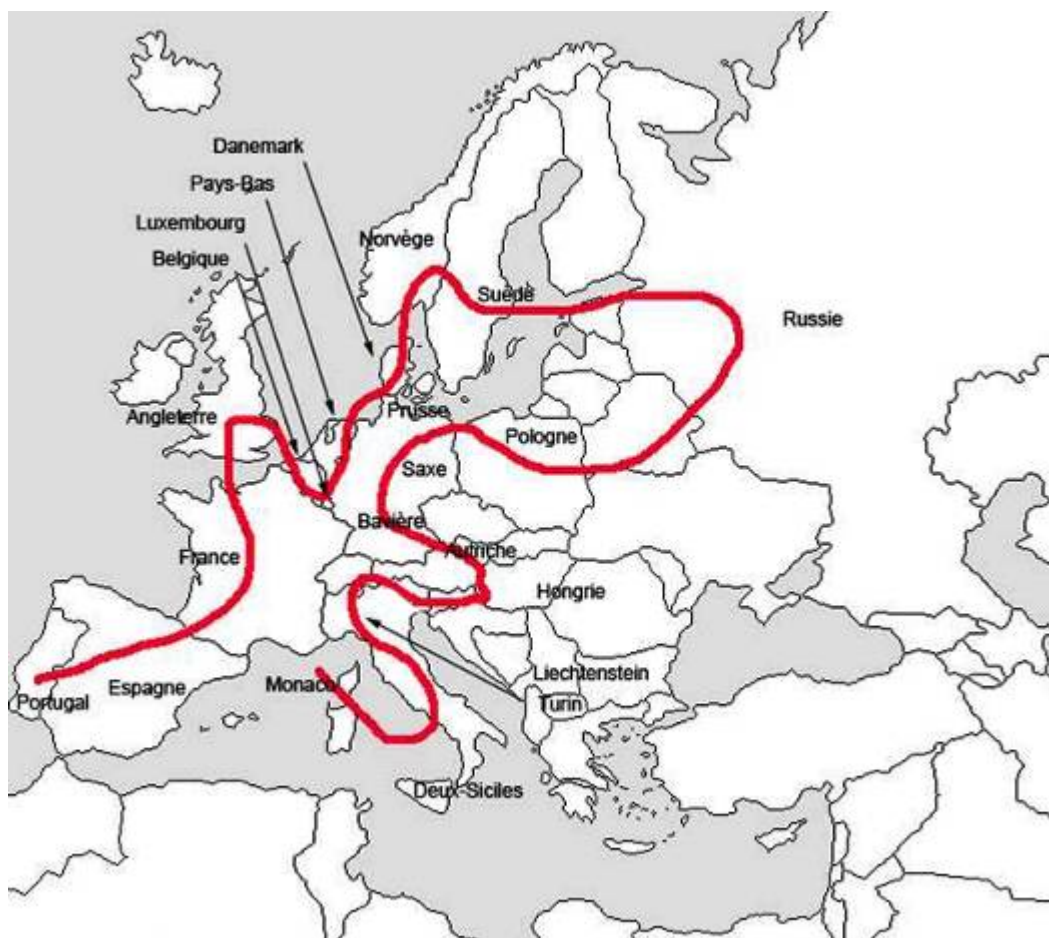 Danemark
Pays-Bas
Luxembourg
Belgique
Norvège
Suède
Russie
Angleterre
Prusse
Pologne
Saxe
Bavière
Autriche
France
Hongrie
Liechtenstein
Monaco
Espagne
Portugal
Turin
Deux-Siciles